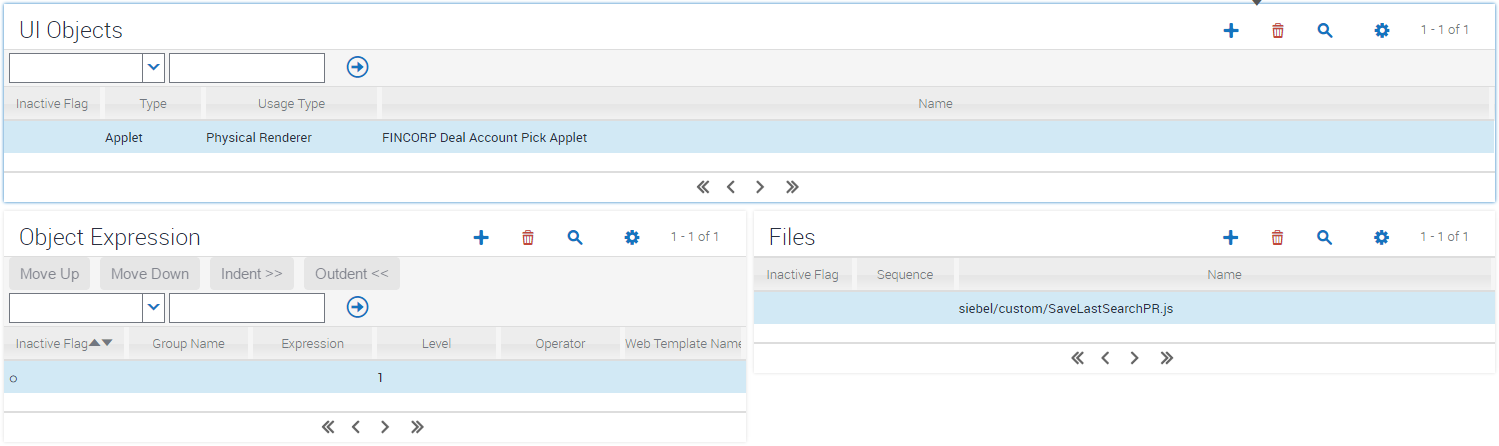 UI Objects
1 - 1 of 1
Inactive Flag Type Usage Type Name
Applet Physical Renderer FINCORP Deal Account Pick Applet
Object Expression
1 - 1 of 1
Move Up Move Down Indent >> Outdent <<
Inactive Flag Group Name Expression Level Operator Web Template Name
1
Files
1 - 1 of 1
Inactive Flag Sequence Name
siebel/custom/SaveLastSearchPR.js